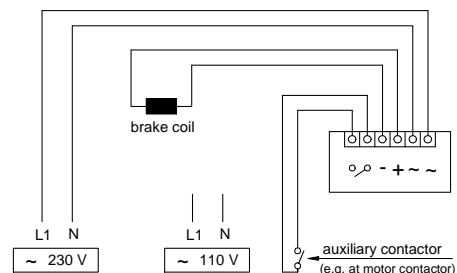 brake coil
- + ~ ~
L1 N
~ 230 V
L1 N
~ 110 V
auxiliary contactor
(e.g. at motor contactor)